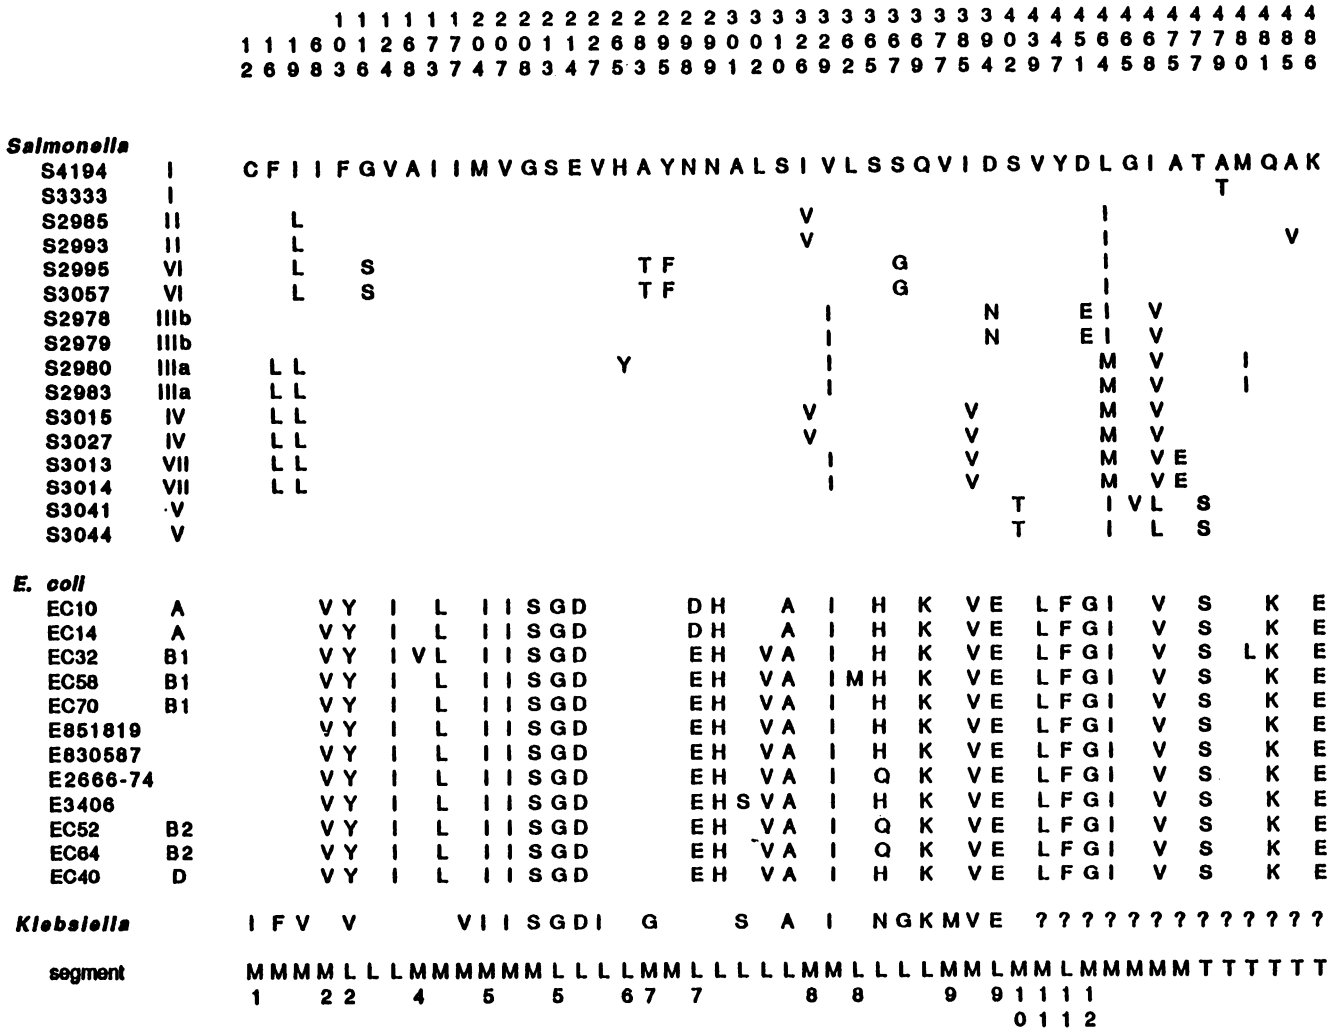 1 1 1 1 1 1 2 2 2 2 2 2 2 2 2 2 2 3 3 3 3 3 3 3 3 3 3 3 3 4 4 4 4 4 4 4 4 4 4 4 4 4 4
1 1 1 6 0 1 2 6 7 7 0 0 0 1 1 2 6 8 9 9 9 0 0 1 2 2 6 6 6 6 7 8 9 0 3 4 5 6 6 6 7 7 7 8 8 8 8
2 6 9 8 3 6 4 8 3 7 4 7 8 3 4 7 5 3 5 8 9 1 2 0 6 9 2 6 7 9 7 5 4 2 9 7 1 4 5 8 5 7 9 0 1 5 6
Salmonella
S4194 I C F I I F G V A I I M V G S E V H A Y N N A L S I V L S S Q V I D S V Y D L G I A T A M Q A K
S3333 I T
S2985 II L V I
S2993 II L V I V
S2995 VI L S T F G I
S3057 VI L S T F G I
S2978 IIIb I N E I V
S2979 IIIb I N E I V
S2980 IIIa L L Y I M V I
S2983 IIIa L L I M V I
S3015 IV L L V V M V
S3027 IV L L V V M V
S3013 VII L L I V M V E
S3014 VII L L I V M V E
S3041 V T I V L S
S3044 V T I L S
E. coli
EC10 A V Y I L I I S G D D H A I H K V E L F G I V S K E
EC14 A V Y I L I I S G D D H A I H K V E L F G I V S K E
EC32 B1 V Y I V L I I S G D E H V A I H K V E L F G I V S L K E
EC58 B1 V Y I L I I S G D E H V A I M H K V E L F G I V S K E
EC70 B1 V Y I L I I S G D E H V A I H K V E L F G I V S K E
E851819 V Y I L I I S G D E H V A I H K V E L F G I V S K E
E830587 V Y I L I I S G D E H V A I H K V E L F G I V S K E
E2666-74 V Y I L I I S G D E H V A I Q K V E L F G I V S K E
E3406 V Y I L I I S G D E H S V A I H K V E L F G I V S K E
EC52 B2 V Y I L I I S G D E H V A I Q K V E L F G I V S K E
EC64 B2 V Y I L I I S G D E H V A I Q K V E L F G I V S K E
EC40 D V Y I L I I S G D E H V A I H K V E L F G I V S K E
Klebsiella I F V V V I I S G D I G S A I N G K M V E ? ? ? ? ? ? ? ? ? ? ? ? ?
segment M M M M L L L M M M M M M L L L L M M L L L L L M M L L L L M M L M M L M M M M M T T T T T T
1 2 2 4 5 5 6 7 7 8 8 9 9 1 1 1 1
0 1 1 2